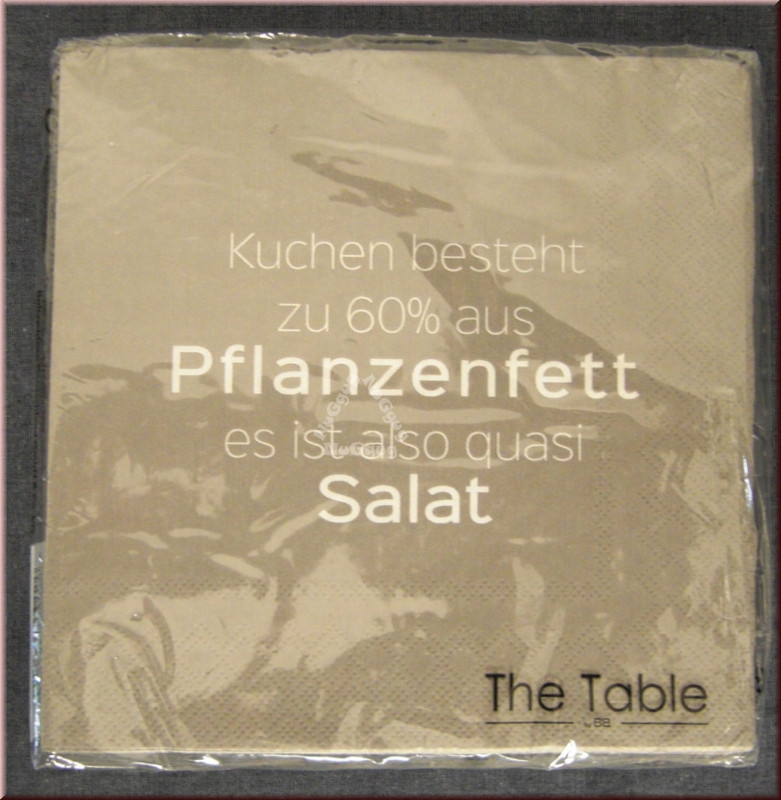 Kuchen besteht
zu 60% aus
Pflanzenfett
es ist also quasi
Salat
The Table